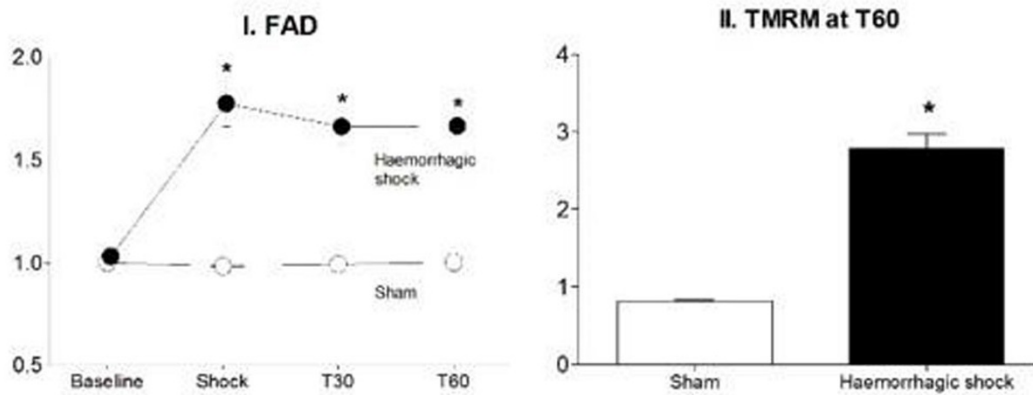 I. FAD
2.0
1.5
1.0
0.5
*
*
*
Haemorrhagic
shock
Sham
Baseline
Shock
T30
T60
II. TMRM at T60
4
3
2
1
0
*
Sham
Haemorrhagic shock